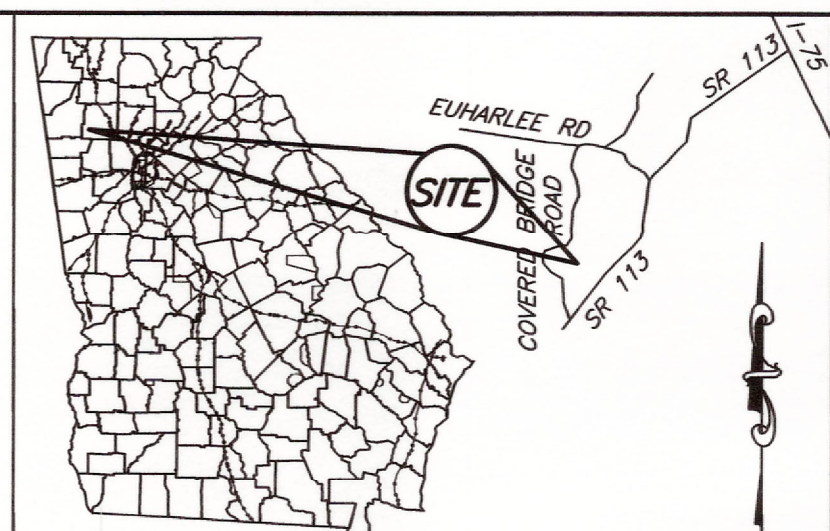 I-75
SR 113
EUHARLEE RD
SITE
COVERED BRIDGE
ROAD
SR 113